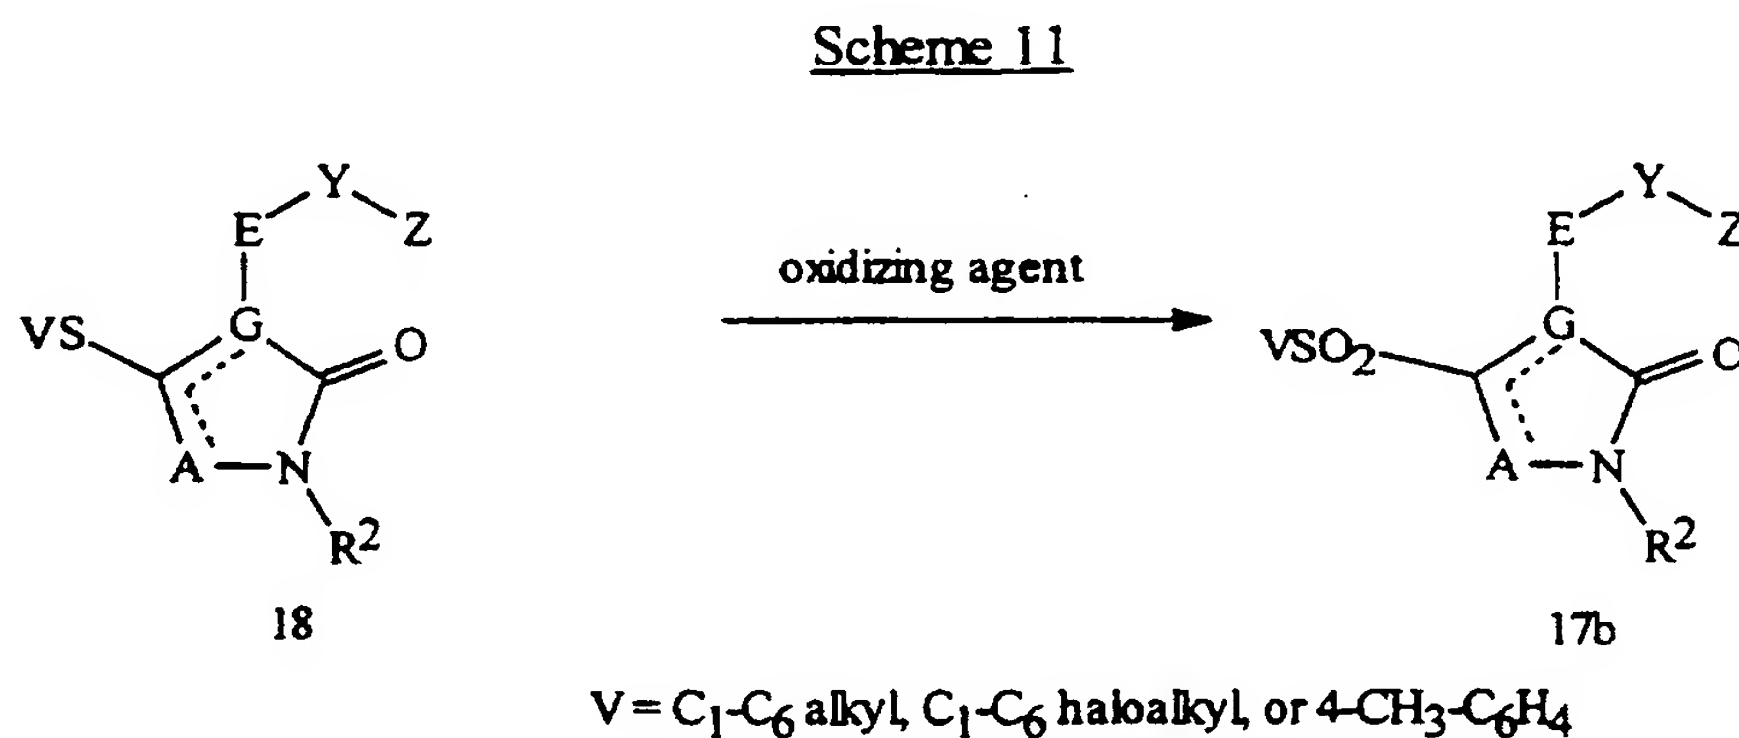 Scheme 11
Y
E
Z
VS
G
O
A
N
R2
18
oxidizing agent
Y
E
Z
VSO2
G
O
A
N
R2
17b
V = C1-C6 alkyl, C1-C6 haloalkyl, or 4-CH3-C6H4